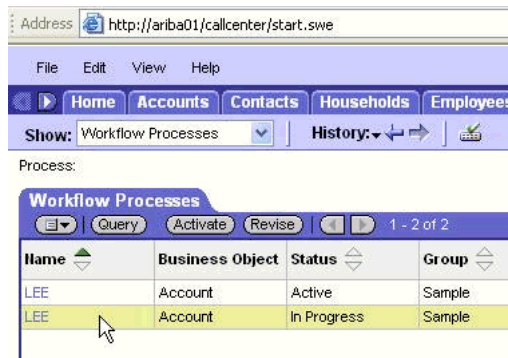 Address http://ariba01/callcenter/start.swe
File Edit View Help
Home Accounts Contacts Households Employees
Show: Workflow Processes History:
Process:
Workflow Processes
Query Activate Revise 1 - 2 of 2
Name Business Object Status Group
LEE Account Active Sample
LEE Account In Progress Sample